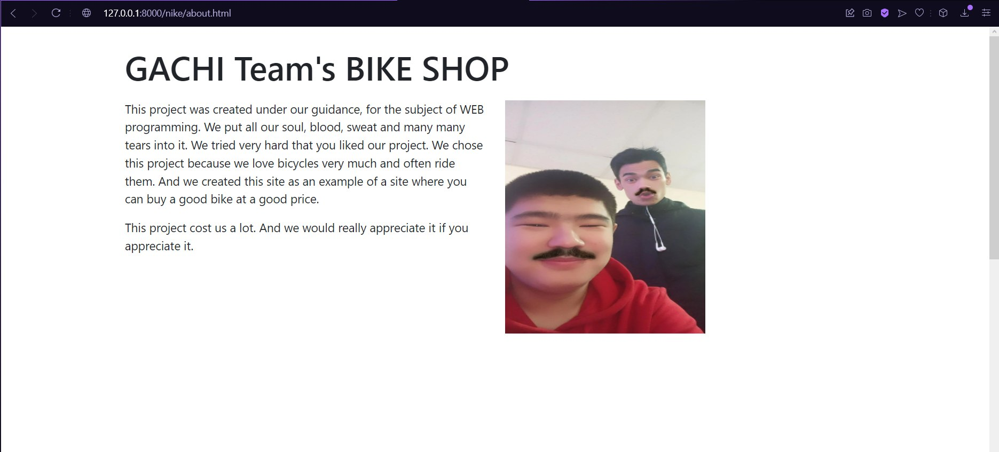 127.0.0.1:8000/nike/about.html
GACHI Team's BIKE SHOP
This project was created under our guidance, for the subject of WEB
programming. We put all our soul, blood, sweat and many many
tears into it. We tried very hard that you liked our project. We chose
this project because we love bicycles very much and often ride
them. And we created this site as an example of a site where you
can buy a good bike at a good price.
This project cost us a lot. And we would really appreciate it if you
appreciate it.